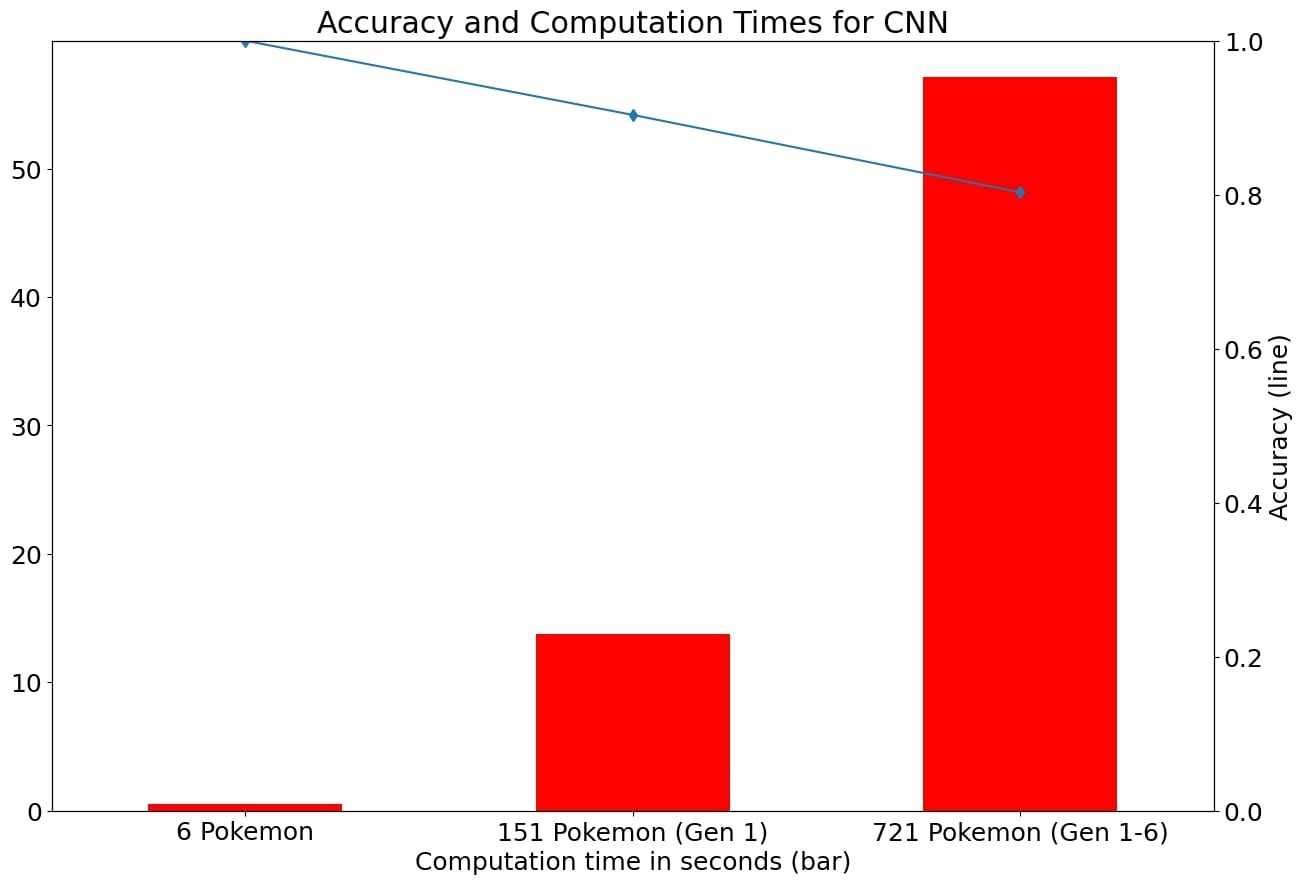 Accuracy and Computation Times for CNN
50
40
30
20
10
0
1.0
0.8
0.6
0.4
0.2
0.0
Accuracy (line)
6 Pokemon
151 Pokemon (Gen 1)
721 Pokemon (Gen 1-6)
Computation time in seconds (bar)